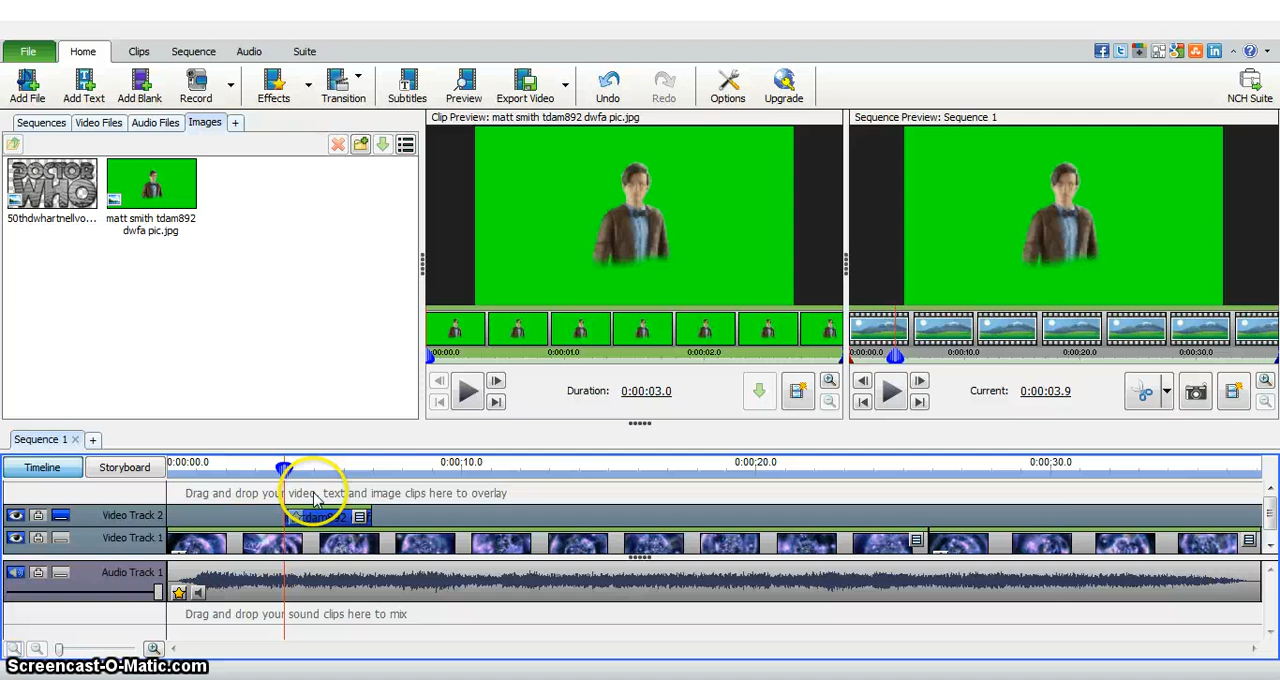 File Home Clips Sequence Audio Suite
Add File Add Text Add Blank Record Effects Transition Subtitles Preview Export Video Undo Redo Options Upgrade NCH Suite
Sequences Video Files Audio Files Images +
Clip Preview: matt smith tdam892 dwfa pic.jpg
Sequence Preview: Sequence 1
DOCTOR
WHO
50thdwhartnellvo...
matt smith tdam892
dwfa pic.jpg
0:00:00.0 0:00:01.0 0:00:02.0
0:00:00.0 0:00:10.0 0:00:20.0 0:00:30.0
Duration: 0:00:03.0
Current: 0:00:03.9
Sequence 1 × +
Timeline Storyboard 0:00:00.0 0:00:10.0 0:00:20.0 0:00:30.0
Drag and drop your video, text and image clips here to overlay
Video Track 2 tdam892
Video Track 1
Audio Track 1
Drag and drop your sound clips here to mix
Screencast-O-Matic.com